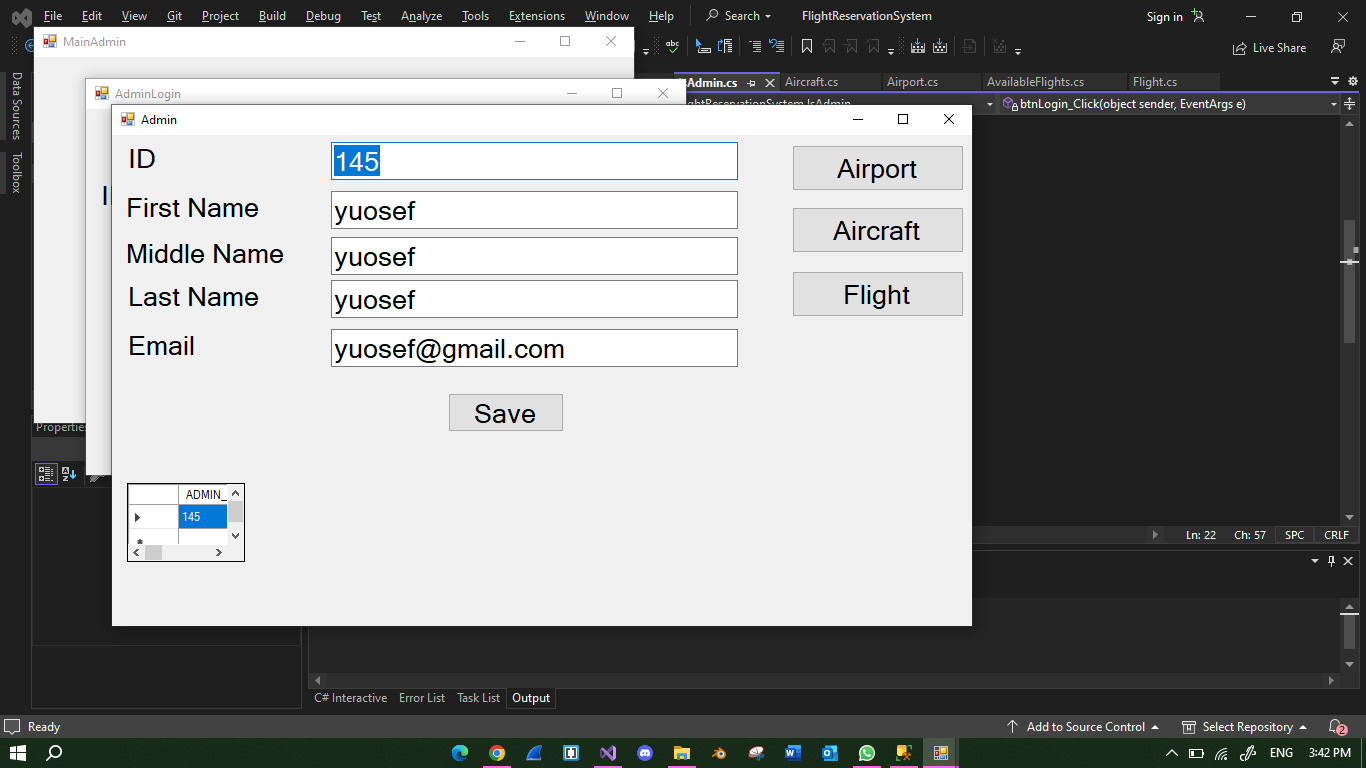 File Edit View Git Project Build Debug Test Analyze Tools Extensions Window Help Search FlightReservationSystem Sign in
MainAdmin
Live Share
Admin.cs Aircraft.cs Airport.cs AvailableFlights.cs Flight.cs
AdminLogin
btnLogin_Click(object sender, EventArgs e)
Data Sources
Toolbox
Admin
ID 145
First Name yuosef
Middle Name yuosef
Last Name yuosef
Email yuosef@gmail.com
Save
Airport
Aircraft
Flight
ADMIN_
145
Properties
Ln: 22 Ch: 57 SPC CRLF
C# Interactive Error List Task List Output
Ready Add to Source Control Select Repository 2
ENG 3:42 PM